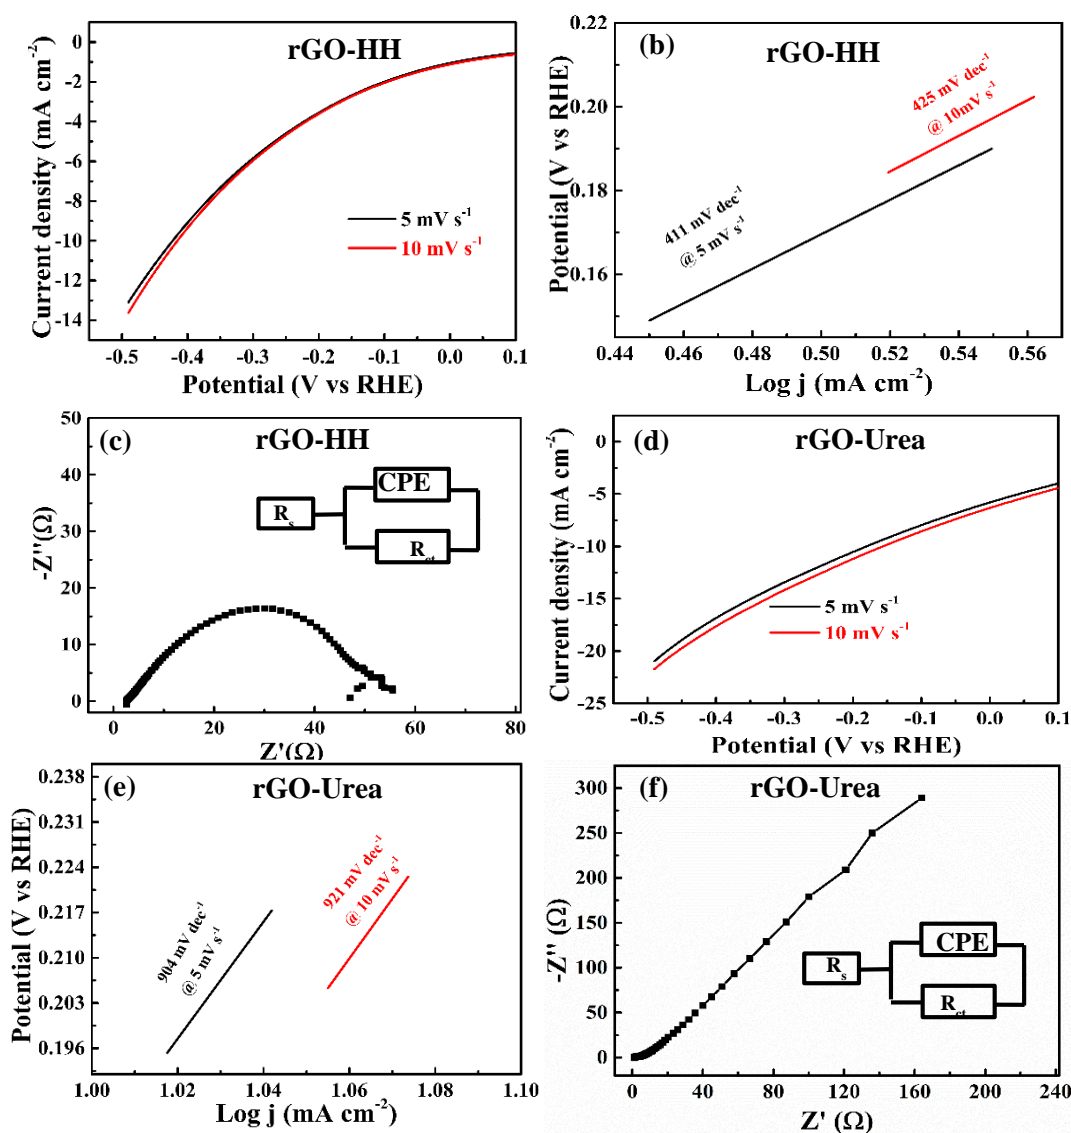 rGO-HH
0
-2
-4
-6
-8
-10
-12
-14
Current density (mA cm-2)
5 mV s-1
10 mV s-1
-0.5 -0.4 -0.3 -0.2 -0.1 0.0 0.1
Potential (V vs RHE)
(b)
rGO-HH
0.22
0.20
0.18
0.16
Potential (V vs RHE)
425 mV dec-1
@ 10mV s-1
411 mV dec-1
@ 5 mV s-1
0.44 0.46 0.48 0.50 0.52 0.54 0.56
Log j (mA cm-2)
(c)
rGO-HH
50
40
30
20
10
0
-Z''(Ω)
CPE
Rs
Rct
0 20 40 60 80
Z'(Ω)
(d)
rGO-Urea
0
-5
-10
-15
-20
-25
Current density (mA cm-2)
5 mV s-1
10 mV s-1
-0.5 -0.4 -0.3 -0.2 -0.1 0.0 0.1
Potential (V vs RHE)
(e)
rGO-Urea
0.238
0.231
0.224
0.217
0.210
0.203
0.196
Potential (V vs RHE)
904 mV dec-1
@ 5 mV s-1
921 mV dec-1
@ 10 mV s-1
1.00 1.02 1.04 1.06 1.08 1.10
Log j (mA cm-2)
(f)
rGO-Urea
300
250
200
150
100
50
0
-Z'' (Ω)
CPE
Rs
Rct
0 40 80 120 160 200 240
Z' (Ω)